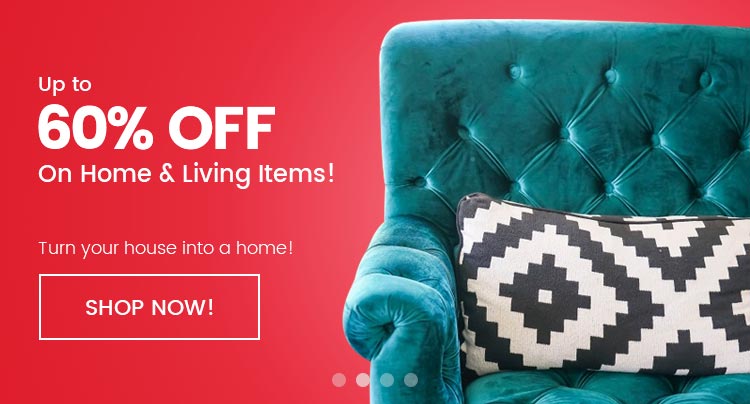 Up to
60% OFF
On Home & Living Items!
Turn your house into a home!
SHOP NOW!